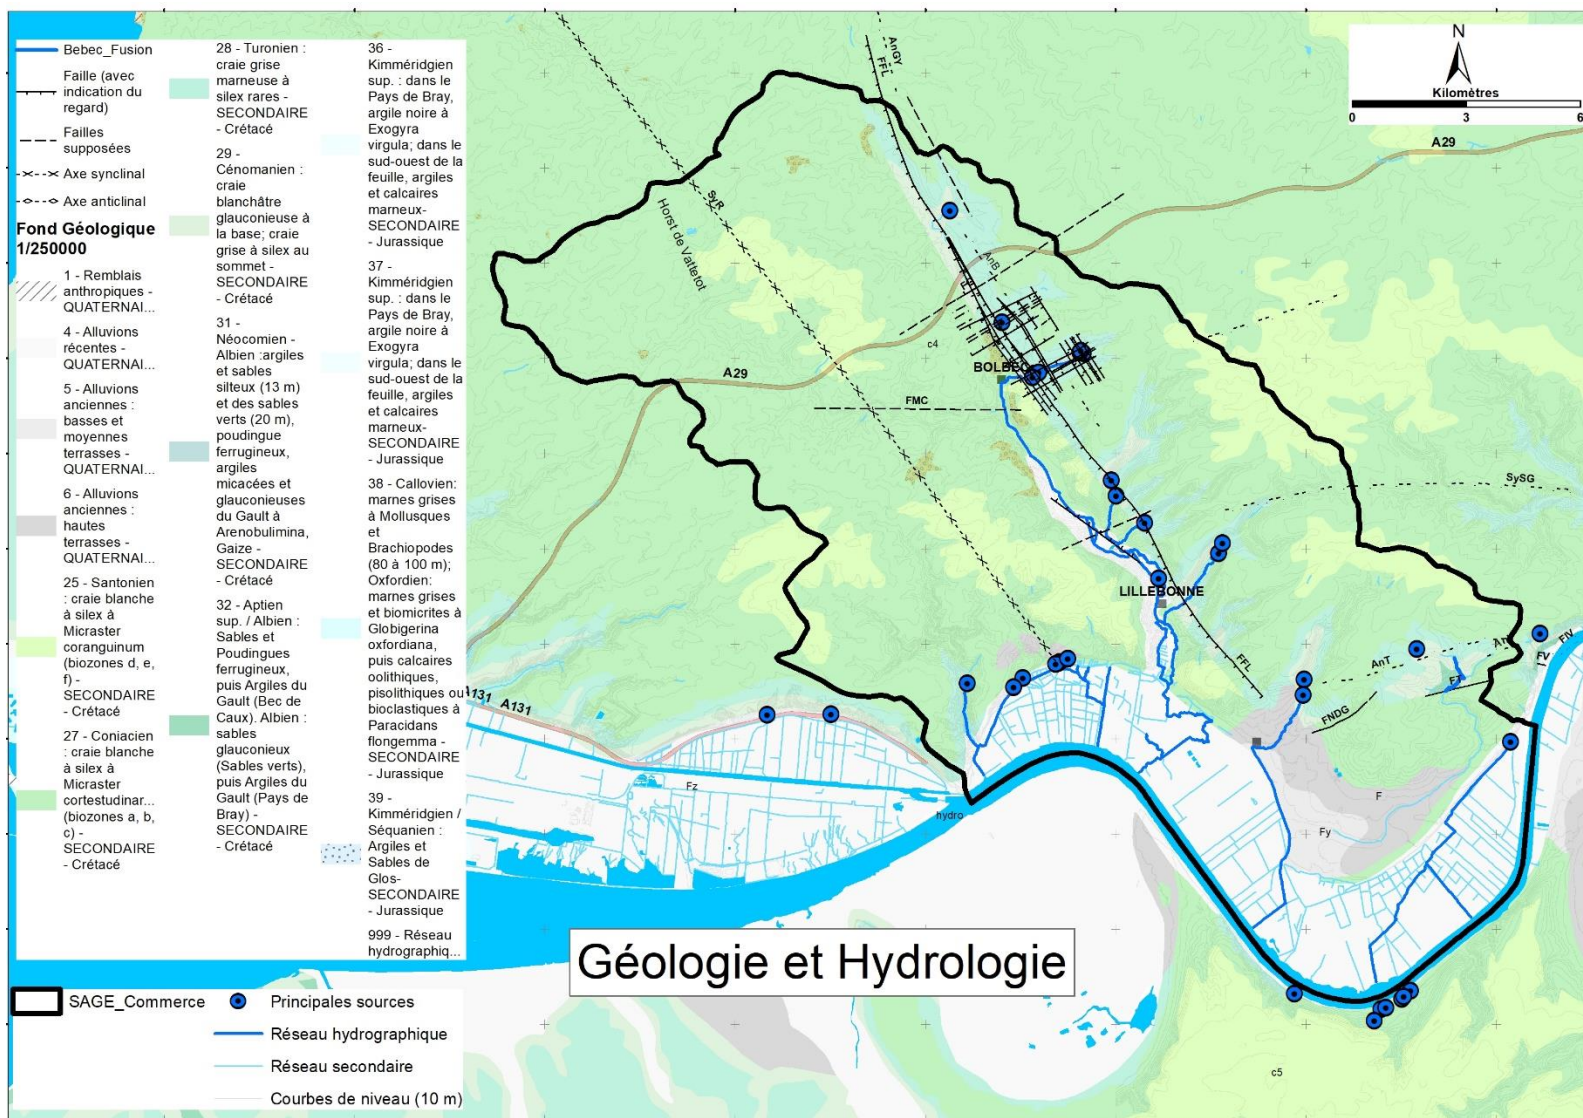 Bebec_Fusion
Faille (avec
indication du
regard)
Failles
supposées
Axe synclinal
Axe anticlinal
Fond Géologique
1/250000
1 - Remblais
anthropiques -
QUATERNAI...
4 - Alluvions
récentes -
QUATERNAI...
5 - Alluvions
anciennes :
basses et
moyennes
terrasses -
QUATERNAI...
6 - Alluvions
anciennes :
hautes
terrasses -
QUATERNAI...
25 - Santonien
: craie blanche
à silex à
Micraster
coranguinum
(biozones d, e,
f) -
SECONDAIRE
- Crétacé
27 - Coniacien
: craie blanche
à silex à
Micraster
cortestudinar...
(biozones a, b,
c) -
SECONDAIRE
- Crétacé
28 - Turonien :
craie grise
marneuse à
silex rares -
SECONDAIRE
- Crétacé
29 -
Cénomanien :
craie
blanchâtre
glauconieuse à
la base; craie
grise à silex au
sommet -
SECONDAIRE
- Crétacé
31 -
Néocomien -
Albien :argiles
et sables
silteux (13 m)
et des sables
verts (20 m),
poudingue
ferrugineux,
argiles
micacées et
glauconieuses
du Gault à
Arenobulimina,
Gaize -
SECONDAIRE
- Crétacé
32 - Aptien
sup. / Albien :
Sables et
Poudingues
ferrugineux,
puis Argiles du
Gault (Bec de
Caux). Albien :
sables
glauconieux
(Sables verts),
puis Argiles du
Gault (Pays de
Bray) -
SECONDAIRE
- Crétacé
36 -
Kimméridgien
sup. : dans le
Pays de Bray,
argile noire à
Exogyra
virgula; dans le
sud-ouest de la
feuille, argiles
et calcaires
marneux-
SECONDAIRE
- Jurassique
37 -
Kimméridgien
sup. : dans le
Pays de Bray,
argile noire à
Exogyra
virgula; dans le
sud-ouest de la
feuille, argiles
et calcaires
marneux-
SECONDAIRE
- Jurassique
38 - Callovien:
marnes grises
à Mollusques
et
Brachiopodes
(80 à 100 m);
Oxfordien:
marnes grises
et biomicrites à
Globigerina
oxfordiana,
puis calcaires
oolithiques,
pisolithiques ou
bioclastiques à
Paracidans
flongemma -
SECONDAIRE
- Jurassique
39 -
Kimméridgien /
Séquanien :
Argiles et
Sables de
Glos-
SECONDAIRE
- Jurassique
999 - Réseau
hydrographiq...
SAGE_Commerce
Principales sources
Réseau hydrographique
Réseau secondaire
Courbes de niveau (10 m)
N
Kilomètres
0 3 6
AnGY
FFL
A29
SyR
Horst de Vattetot
AnB
c4
BOLBEC
A29
FMC
SySG
LILLEBONNE
FFL
AnT
An
FIV
FV
FT
FNDG
A131
A131
Fz
hydro
F
Fy
c5
Géologie et Hydrologie